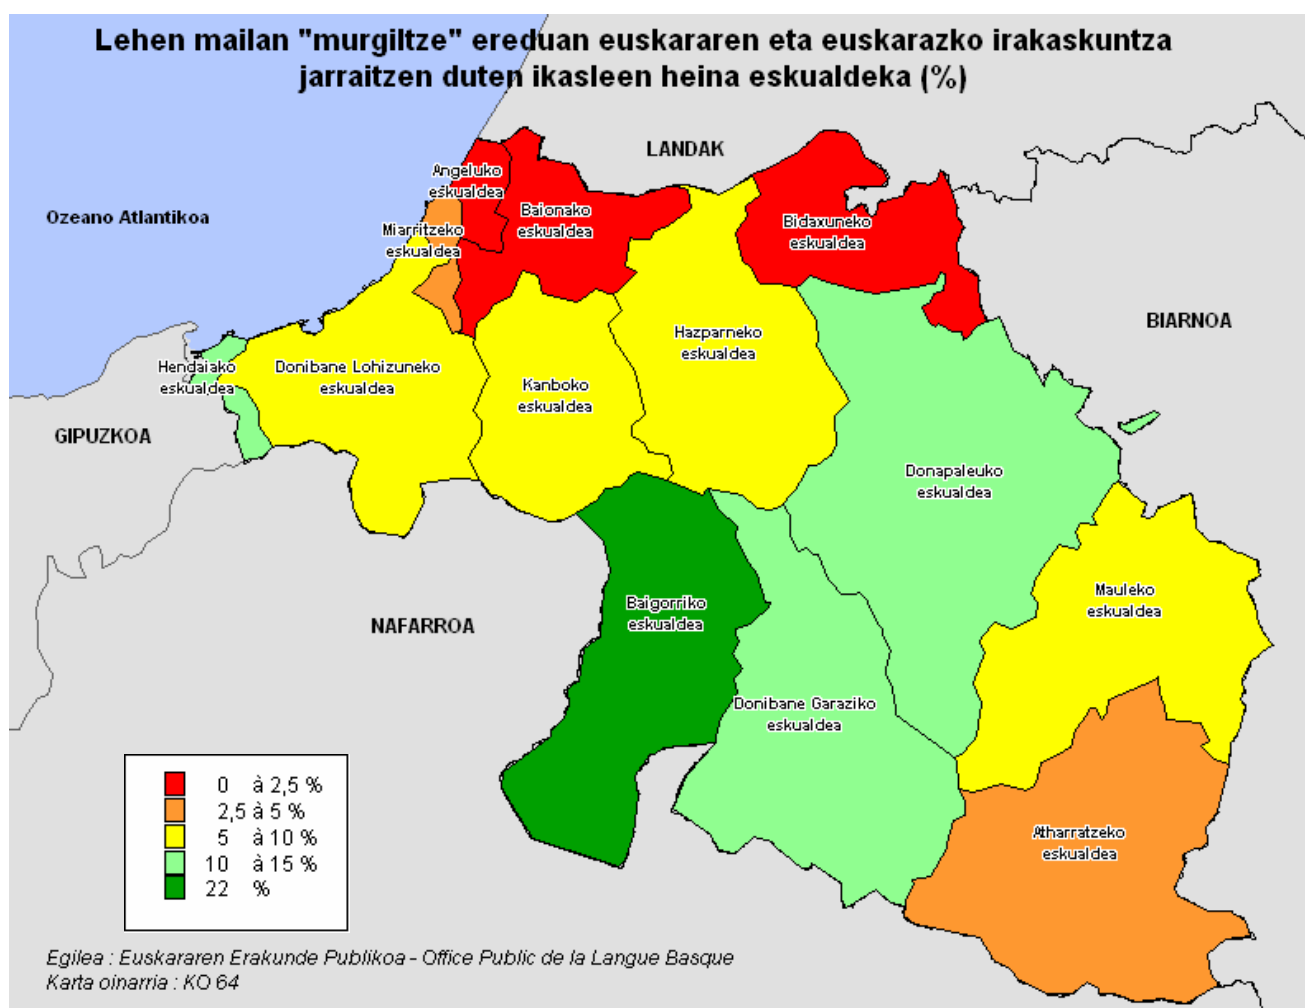 Lehen mailan "murgiltze" ereduan euskararen eta euskarazko irakaskuntza
jarraitzen duten ikasleen heina eskualdeka (%)
LANDAK
Angeluko
eskualdea
Ozeano Atlantikoa
Baionako
eskualdea
Miarritzeko
eskualdea
Bidaxuneko
eskualdea
BIARNOA
Hazparneko
eskualdea
Hendaiako
eskualdea
Donibane Lohizuneko
eskualdea
Kanboko
eskualdea
GIPUZKOA
Donapaleuko
eskualdea
Mauleko
eskualdea
Baigorriko
eskualdea
NAFARROA
Donibane Garaziko
eskualdea
Atharratzeko
eskualdea
0 à 2,5 %
2,5 à 5 %
5 à 10 %
10 à 15 %
22 %
Egilea : Euskararen Erakunde Publikoa - Office Public de la Langue Basque
Karta oinarria : KO 64